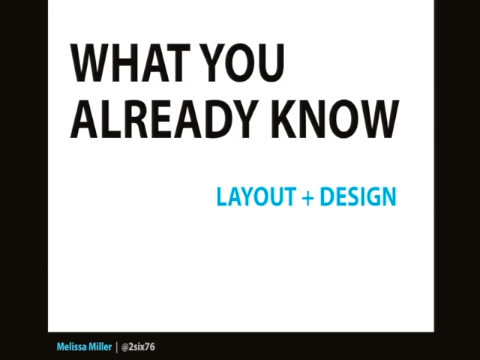 WHAT YOU
ALREADY KNOW
LAYOUT + DESIGN
Melissa Miller | @2six76